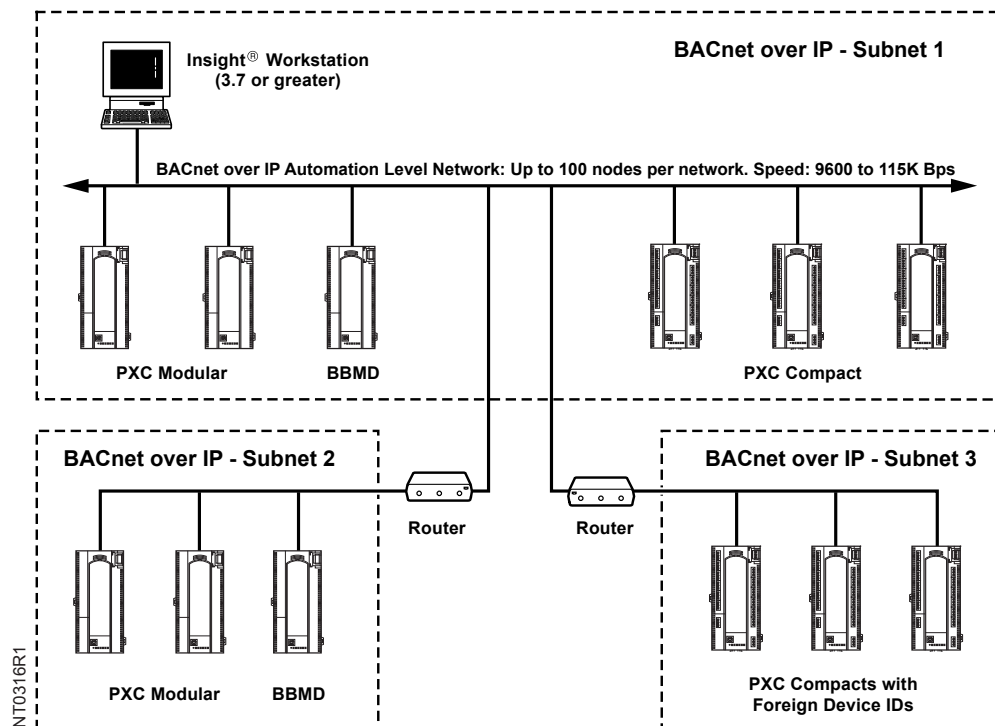 BACnet over IP - Subnet 1
Insight® Workstation
(3.7 or greater)
BACnet over IP Automation Level Network: Up to 100 nodes per network. Speed: 9600 to 115K Bps
PXC Modular
BBMD
PXC Compact
BACnet over IP - Subnet 2
BACnet over IP - Subnet 3
Router
Router
PXC Modular
BBMD
PXC Compacts with
Foreign Device IDs
NT0316R1